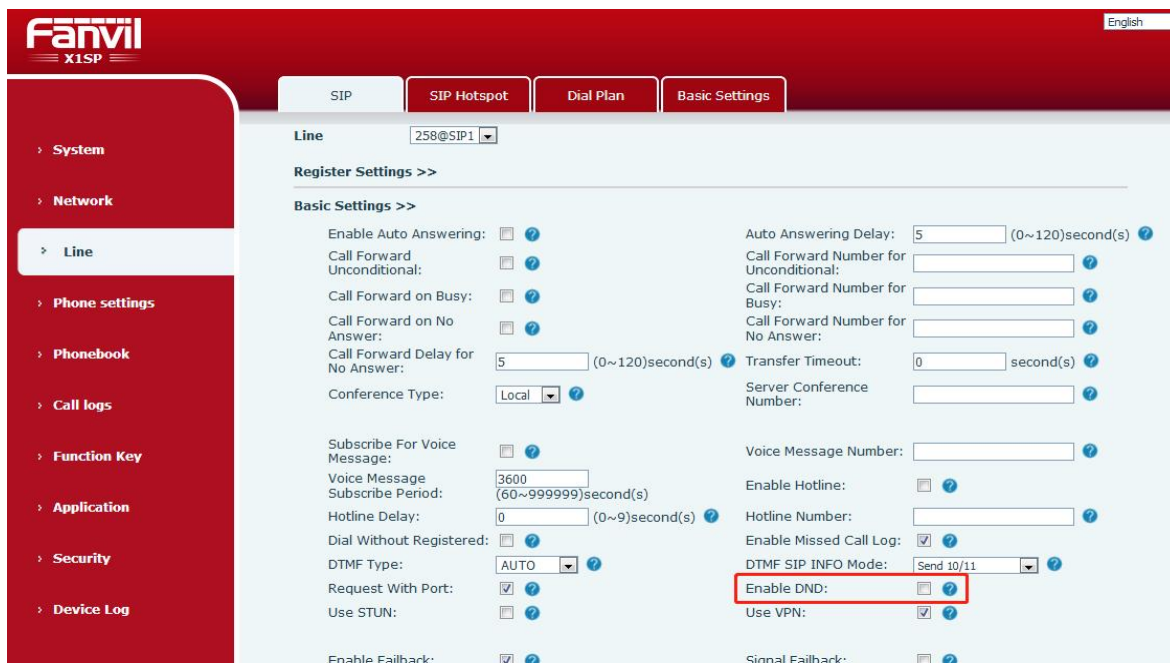 Fanvil
X1SP
English
SIP
SIP Hotspot
Dial Plan
Basic Settings
System
Network
Line
Phone settings
Phonebook
Call logs
Function Key
Application
Security
Device Log
Line 258@SIP1
Register Settings >>
Basic Settings >>
Enable Auto Answering: ? Auto Answering Delay: 5 (0~120)second(s) ?
Call Forward
Unconditional: ? Call Forward Number for
Unconditional: ?
Call Forward on Busy: ? Call Forward Number for
Busy: ?
Call Forward on No
Answer: ? Call Forward Number for
No Answer: ?
Call Forward Delay for
No Answer: 5 (0~120)second(s) ? Transfer Timeout: 0 second(s) ?
Conference Type: Local ? Server Conference
Number: ?
Subscribe For Voice
Message: ? Voice Message Number: ?
Voice Message
Subscribe Period: 3600
(60~999999)second(s) Enable Hotline: ?
Hotline Delay: 0 (0~9)second(s) ? Hotline Number: ?
Dial Without Registered: ? Enable Missed Call Log: ?
DTMF Type: AUTO ? DTMF SIP INFO Mode: Send 10/11 ?
Request With Port: ? Enable DND: ?
Use STUN: ? Use VPN: ?
Enable Failback: ? Signal Failback: ?